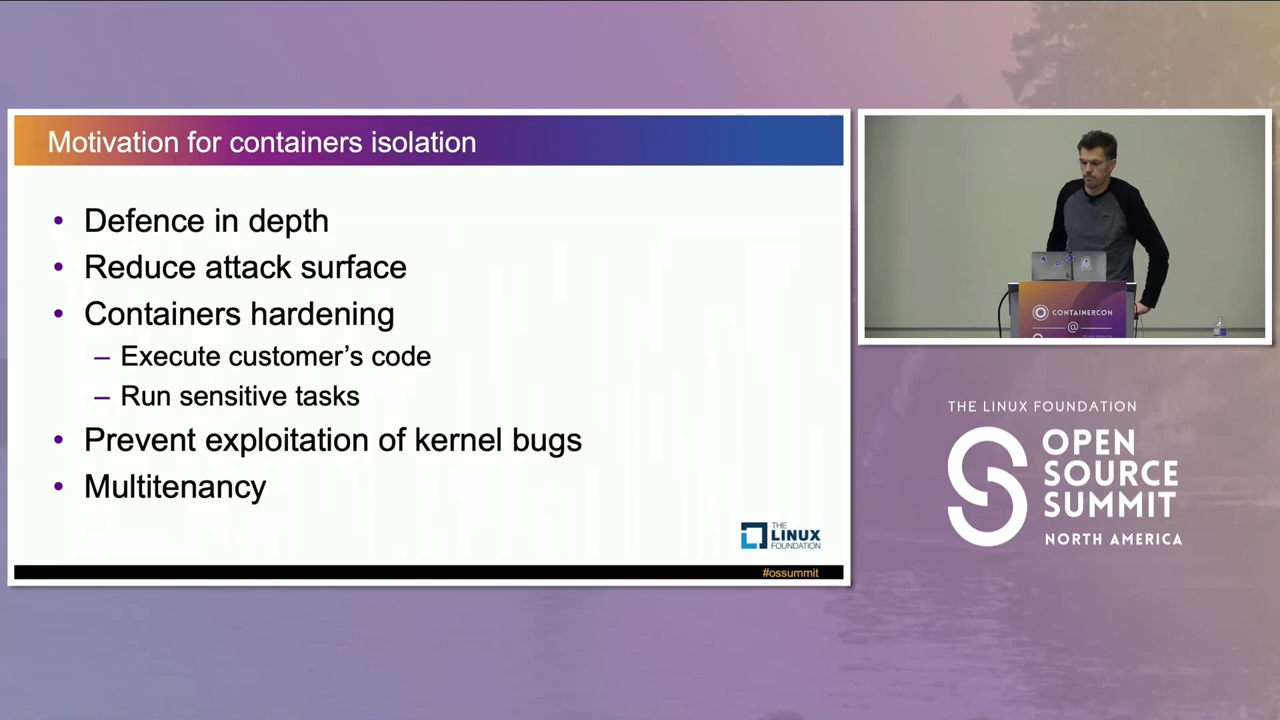 Motivation for containers isolation
• Defence in depth
• Reduce attack surface
• Containers hardening
– Execute customer's code
– Run sensitive tasks
• Prevent exploitation of kernel bugs
• Multitenancy
THE
LINUX
FOUNDATION
#ossummit
CONTAINERCON
@
THE LINUX FOUNDATION
OPEN
SOURCE
SUMMIT
NORTH AMERICA